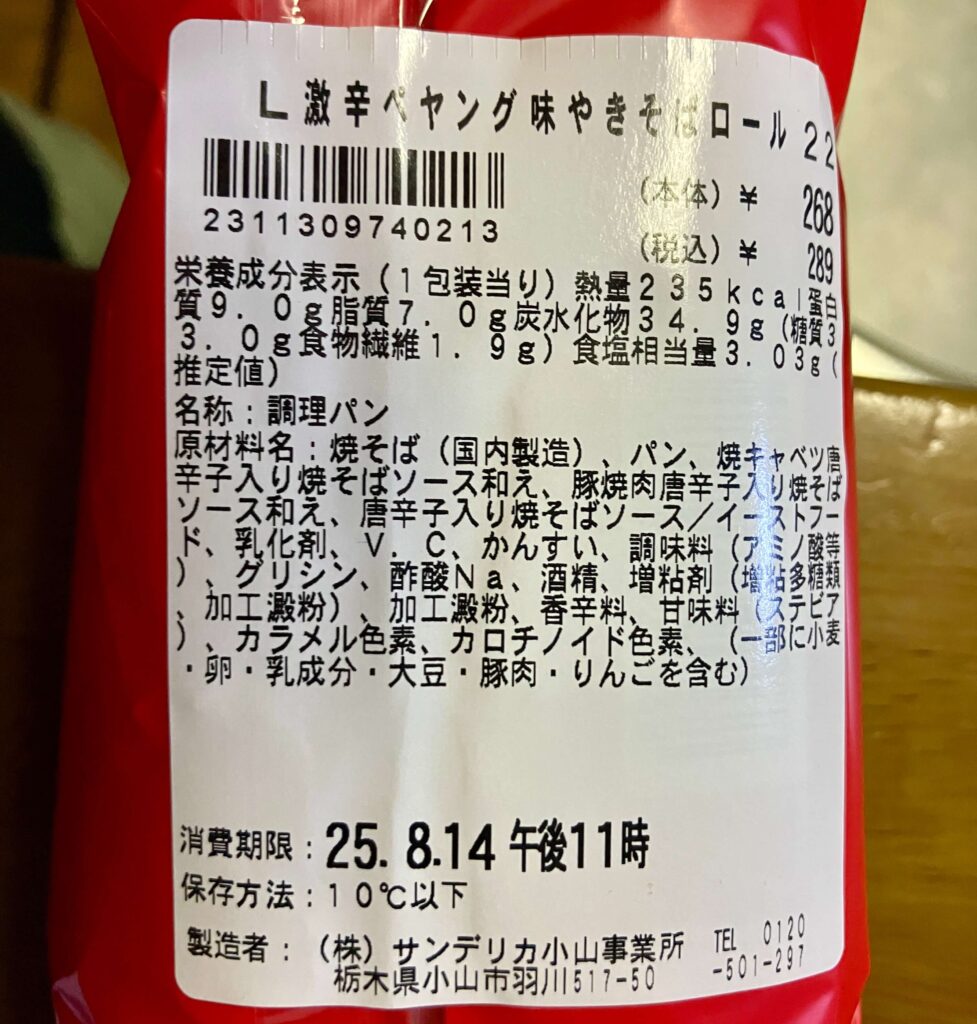 L 激辛ペヤング味やきそばロール 22
2311309740213
(本体) ¥ 268
(税込) ¥ 289
栄養成分表示（1包装当り）熱量235kcal蛋白
質9.0g脂質7.0g炭水化物34.9g（糖質3
3.0g食物繊維1.9g）食塩相当量3.03g（
推定値）
名称：調理パン
原材料名：焼そば（国内製造）、パン、焼キャベツ唐
辛子入り焼そばソース和え、豚焼肉唐辛子入り焼そば
ソース和え、唐辛子入り焼そばソース／イーストフー
ド、乳化剤、V．C、かんすい、調味料（アミノ酸等
）、グリシン、酢酸Na、酒精、増粘剤（増粘多糖類
、加工澱粉）、加工澱粉、香辛料、甘味料（ステビア
）、カラメル色素、カロチノイド色素、（一部に小麦
・卵・乳成分・大豆・豚肉・りんごを含む）
消費期限：25. 8.14 午後11時
保存方法：10℃以下
製造者：（株）サンデリカ小山事業所 TEL 0120
栃木県小山市羽川517-50 -501-297